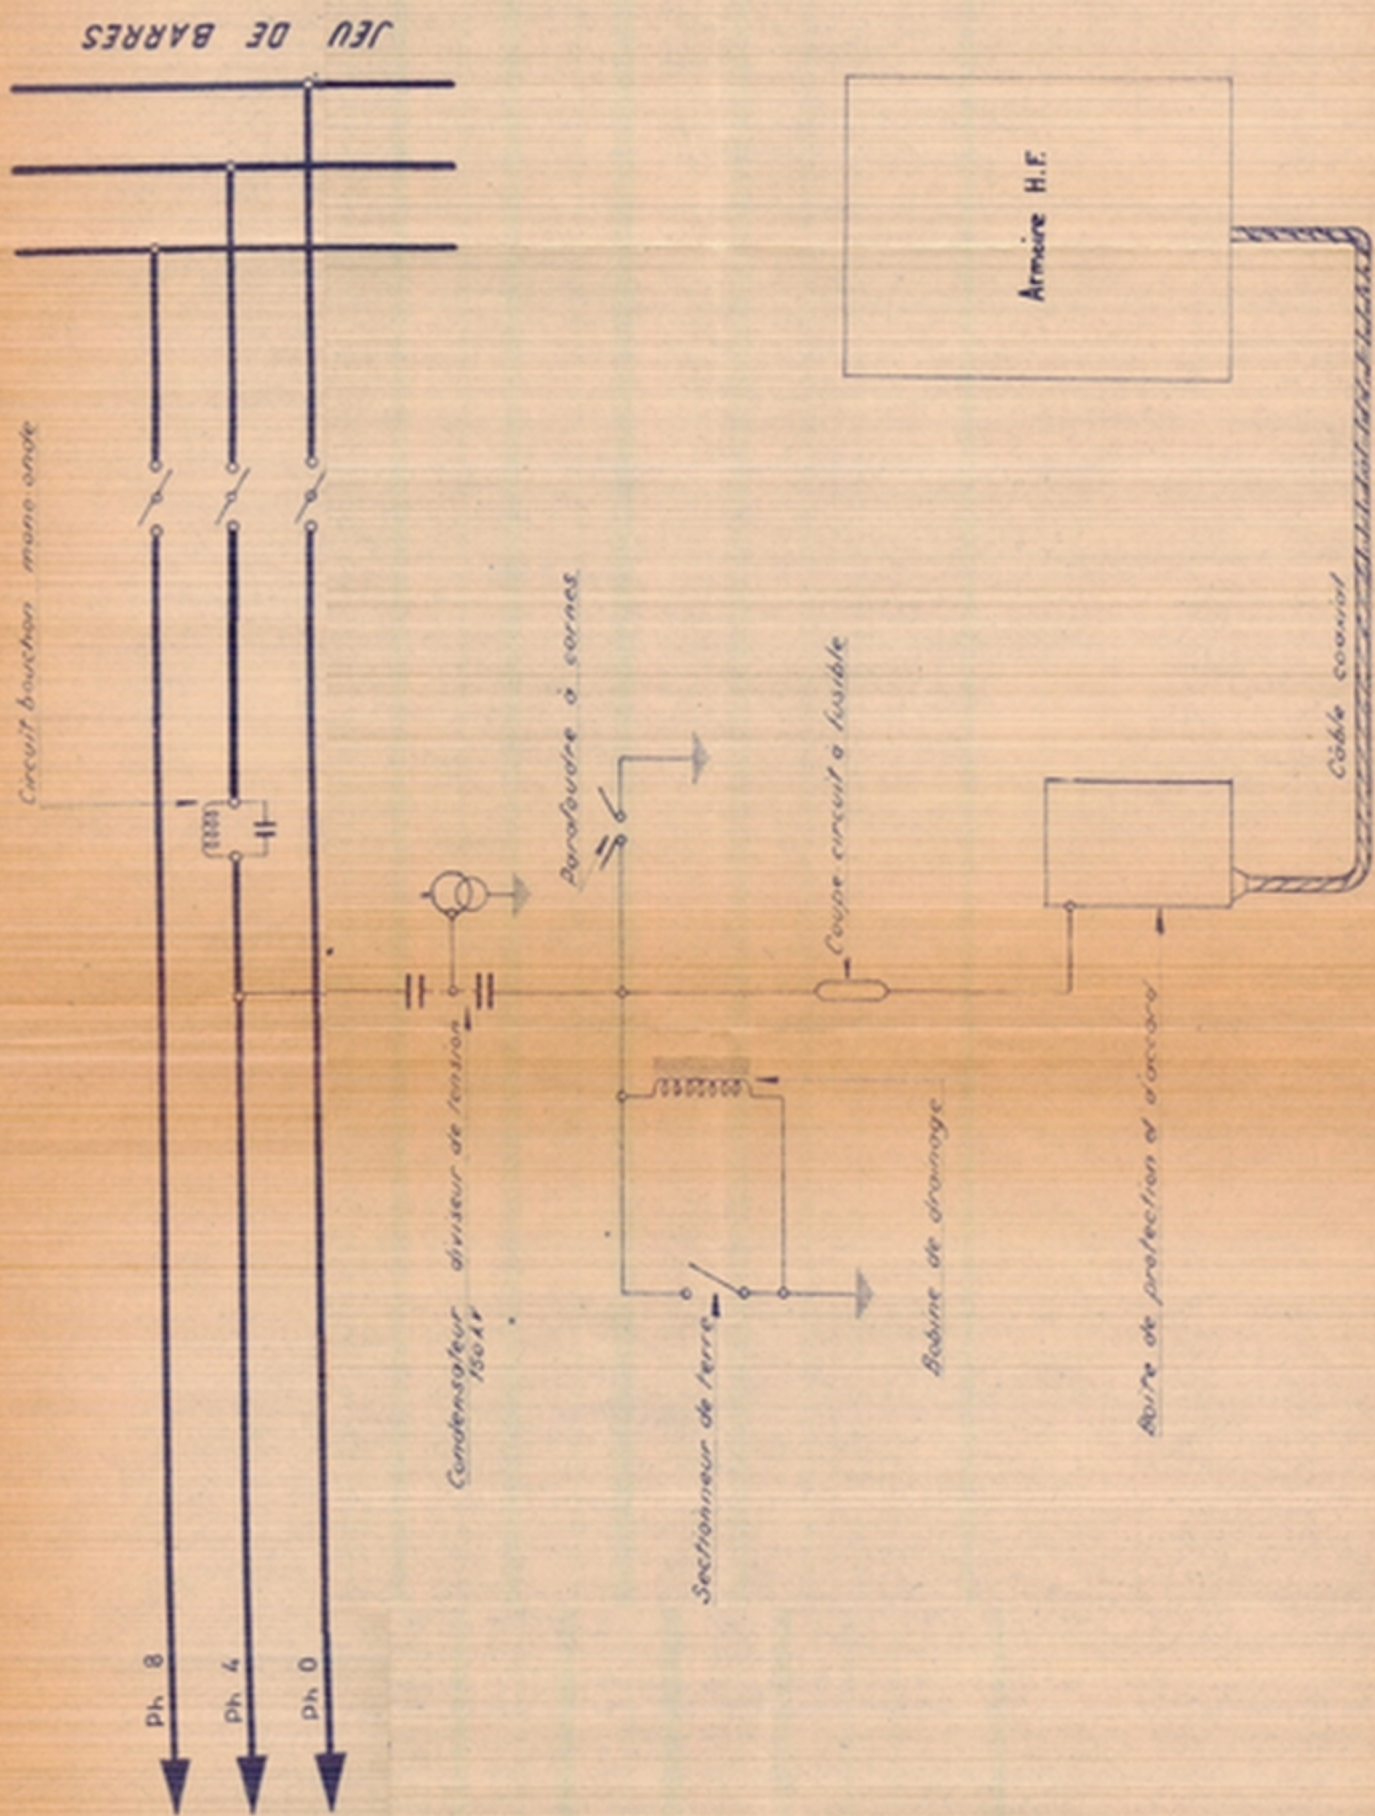 JEU DE BARRES
Circuit bouchon mono-onde
Armoire H.F.
Parafoudre à cornes
Coupe circuit à fusible
Câble coaxial
Condensateur diviseur de tension
150 kV
Sectionneur de terre
Bobine de drainage
Boite de protection et d'accord
Ph 8
Ph 4
Ph 0